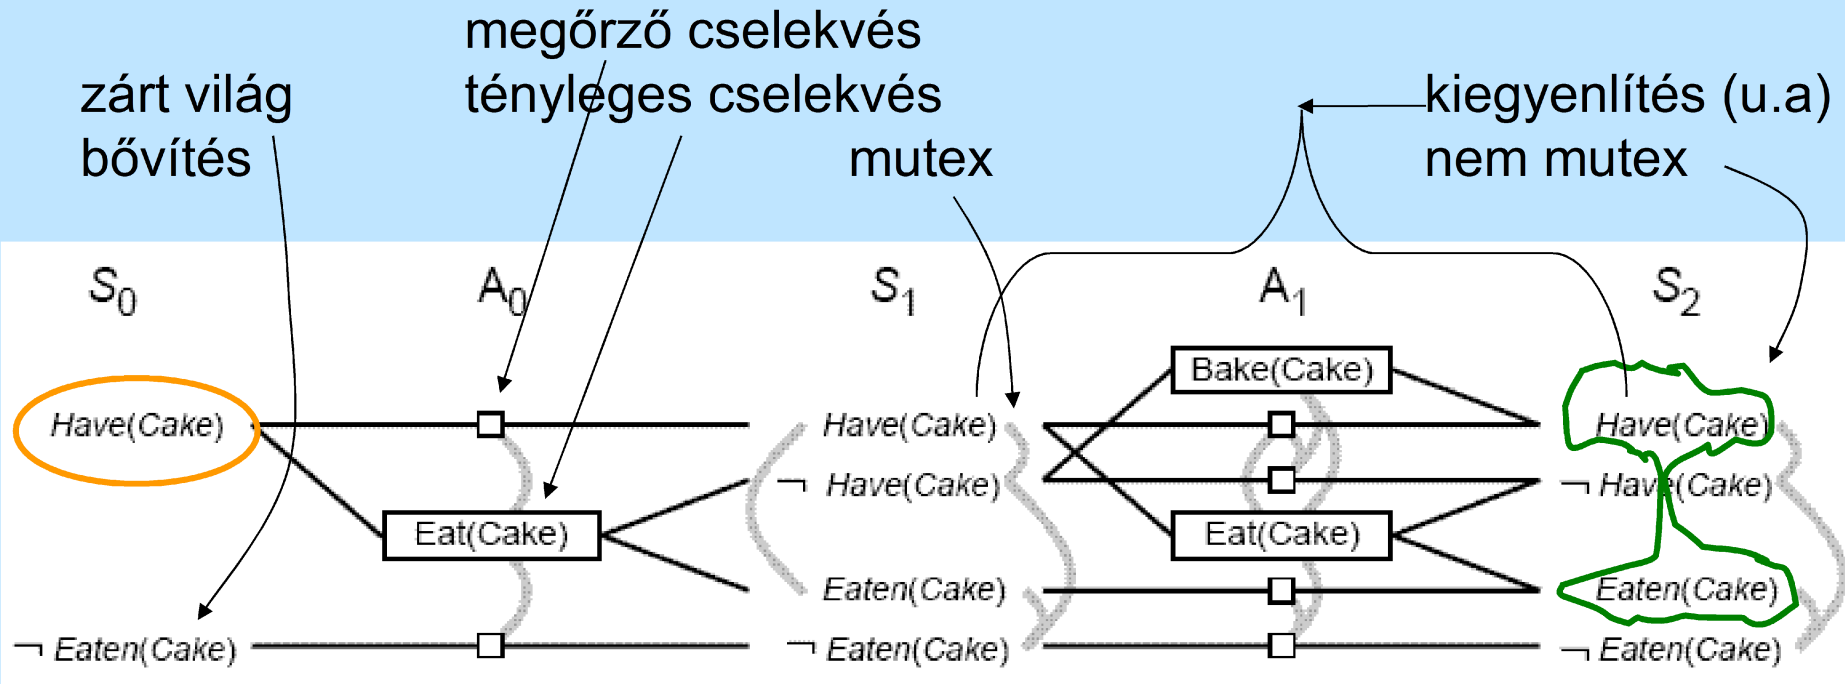 megőrző cselekvés
zárt világ tényleges cselekvés kiegyenlítés (u.a)
bővítés mutex nem mutex
S0 A0 S1 A1 S2
Bake(Cake)
Have(Cake) Have(Cake) Have(Cake)
¬ Have(Cake) ¬ Have(Cake)
Eat(Cake) Eat(Cake)
Eaten(Cake) Eaten(Cake)
¬ Eaten(Cake) ¬ Eaten(Cake) ¬ Eaten(Cake)